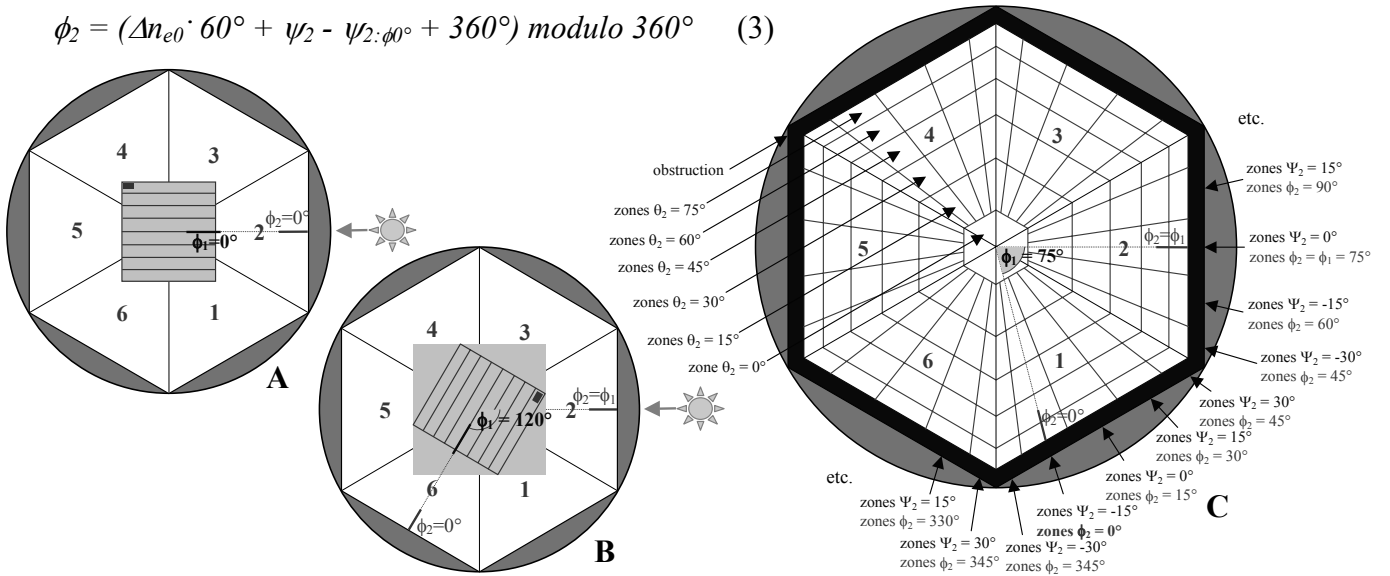 ϕ₂ = (Δnₑ₀· 60° + ψ₂ - ψ₂:ϕ₀° + 360°) modulo 360° (3)
4
3
5
ϕ₂=0°
2
ϕ₁=0°
6
1
A
4
3
5
ϕ₂=ϕ₁
2
ϕ₁ = 120°
6
1
ϕ₂=0°
B
obstruction
zones θ₂ = 75°
zones θ₂ = 60°
zones θ₂ = 45°
zones θ₂ = 30°
zones θ₂ = 15°
zone θ₂ = 0°
4
3
5
ϕ₂=ϕ₁
2
ϕ₁ = 75°
6
1
ϕ₂=0°
etc.
zones Ψ₂ = 15°
zones ϕ₂ = 90°
zones Ψ₂ = 0°
zones ϕ₂ = ϕ₁ = 75°
zones Ψ₂ = -15°
zones ϕ₂ = 60°
zones Ψ₂ = -30°
zones ϕ₂ = 45°
zones Ψ₂ = 30°
zones ϕ₂ = 45°
zones Ψ₂ = 15°
zones ϕ₂ = 30°
zones Ψ₂ = 0°
zones ϕ₂ = 15°
zones Ψ₂ = -15°
zones ϕ₂ = 0°
zones Ψ₂ = -30°
zones ϕ₂ = 345°
zones Ψ₂ = 30°
zones ϕ₂ = 345°
zones Ψ₂ = 15°
zones ϕ₂ = 330°
etc.
C